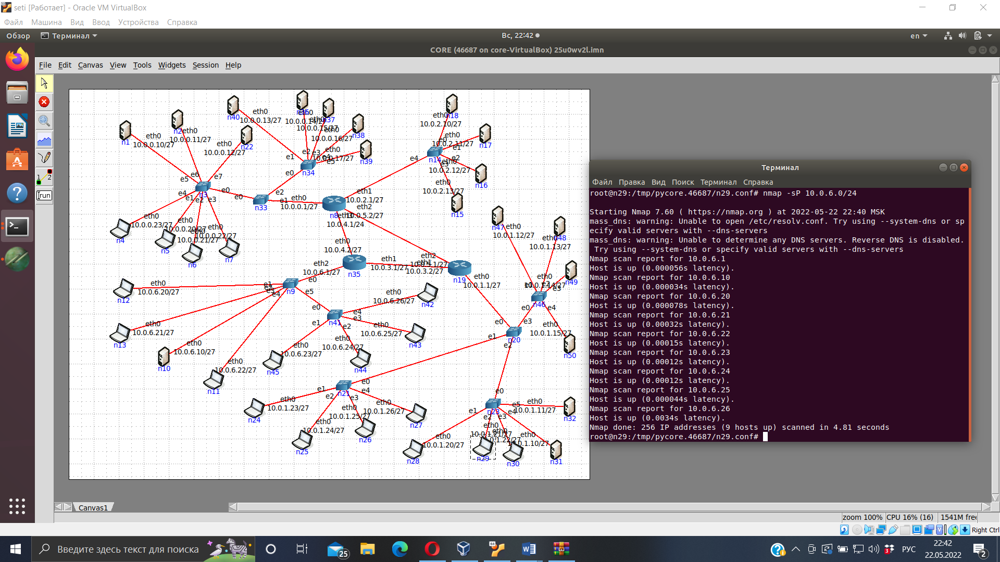 seti [Работает] - Oracle VM VirtualBox
Файл Машина Вид Ввод Устройства Справка
Обзор Терминал Вс, 22:42 en
CORE (46687 on core-VirtualBox) 25u0wv2l.imn
File Edit Canvas View Tools Widgets Session Help
run
n1 eth0 10.0.0.10/27
n2 eth0 10.0.0.11/27
n22 eth0 10.0.0.12/27
n40 eth0 10.0.0.13/27
eth0 10.0.0.14/27
n37 eth0 10.0.0.15/27
n38 eth0 10.0.0.16/27
n39 eth0 10.0.0.17/27
n34 e0 e1 e2 e3 e4 e5
n18 eth0 10.0.2.10/27
n17 eth0 10.0.2.11/27
n16 eth0 10.0.2.12/27
n15 eth0 10.0.2.13/27
n14 e0 e1 e2 e3 e4
n3 e0 e1 e2 e3 e4 e5 e6 e7
n33 e0 e1 e2
n8 eth0 10.0.0.1/27 eth1 10.0.2.1/27 eth2 10.0.5.2/27 eth3 10.0.4.1/24
n4 eth0 10.0.0.23/27
n5 eth0 10.0.0.20/27
n6 eth0 10.0.0.21/27
n7 eth0 10.0.0.22/27
n35 eth0 10.0.4.2/27 eth1 10.0.3.1/27 eth2 10.0.6.1/27
n19 eth0 10.0.1.1/27 eth1 10.0.3.2/27 eth2 10.0.5.1/27
n47 eth0 10.0.1.12/27
n48 eth0 10.0.1.13/27
n49 eth0 10.0.1.14/27
n50 eth0 10.0.1.15/27
n46 e0 e2 e3 e4
n9 e0 e1 e2 e3 e4 e5
n12 eth0 10.0.6.20/27
n13 eth0 10.0.6.21/27
n10 eth0 10.0.6.10/27
n11 eth0 10.0.6.22/27
n41 e0 e1 e2 e3 e4
n42 eth0 10.0.6.26/27
n43 eth0 10.0.6.25/27
n44 eth0 10.0.6.24/27
n45 eth0 10.0.6.23/27
n20 e0 e1 e2 e3
n21 e0 e1 e2 e3 e4
n24 eth0 10.0.1.23/27
n25 eth0 10.0.1.24/27
n26 eth0 10.0.1.25/27
n27 eth0 10.0.1.26/27
n23 e0 e1 e2 e3 e4 e5
n28 eth0 10.0.1.20/27
n29 eth0 10.0.1.21/27
n30 eth0 10.0.1.22/27
n31 eth0 10.0.1.10/27
n32 eth0 10.0.1.11/27
Canvas1
zoom 100% CPU 16% (16) 1541M free
Терминал
Файл Правка Вид Поиск Терминал Справка
root@n29:/tmp/pycore.46687/n29.conf# nmap -sP 10.0.6.0/24
Starting Nmap 7.60 ( https://nmap.org ) at 2022-05-22 22:40 MSK
mass_dns: warning: Unable to open /etc/resolv.conf. Try using --system-dns or sp
ecify valid servers with --dns-servers
mass_dns: warning: Unable to determine any DNS servers. Reverse DNS is disabled.
Try using --system-dns or specify valid servers with --dns-servers
Nmap scan report for 10.0.6.1
Host is up (0.000056s latency).
Nmap scan report for 10.0.6.10
Host is up (0.000034s latency).
Nmap scan report for 10.0.6.20
Host is up (0.000078s latency).
Nmap scan report for 10.0.6.21
Host is up (0.00032s latency).
Nmap scan report for 10.0.6.22
Host is up (0.00015s latency).
Nmap scan report for 10.0.6.23
Host is up (0.00012s latency).
Nmap scan report for 10.0.6.24
Host is up (0.00012s latency).
Nmap scan report for 10.0.6.25
Host is up (0.000044s latency).
Nmap scan report for 10.0.6.26
Host is up (0.0034s latency).
Nmap done: 256 IP addresses (9 hosts up) scanned in 4.81 seconds
root@n29:/tmp/pycore.46687/n29.conf#
Right Ctrl
Введите здесь текст для поиска
25
64
3
РУС
22:42
22.05.2022
2